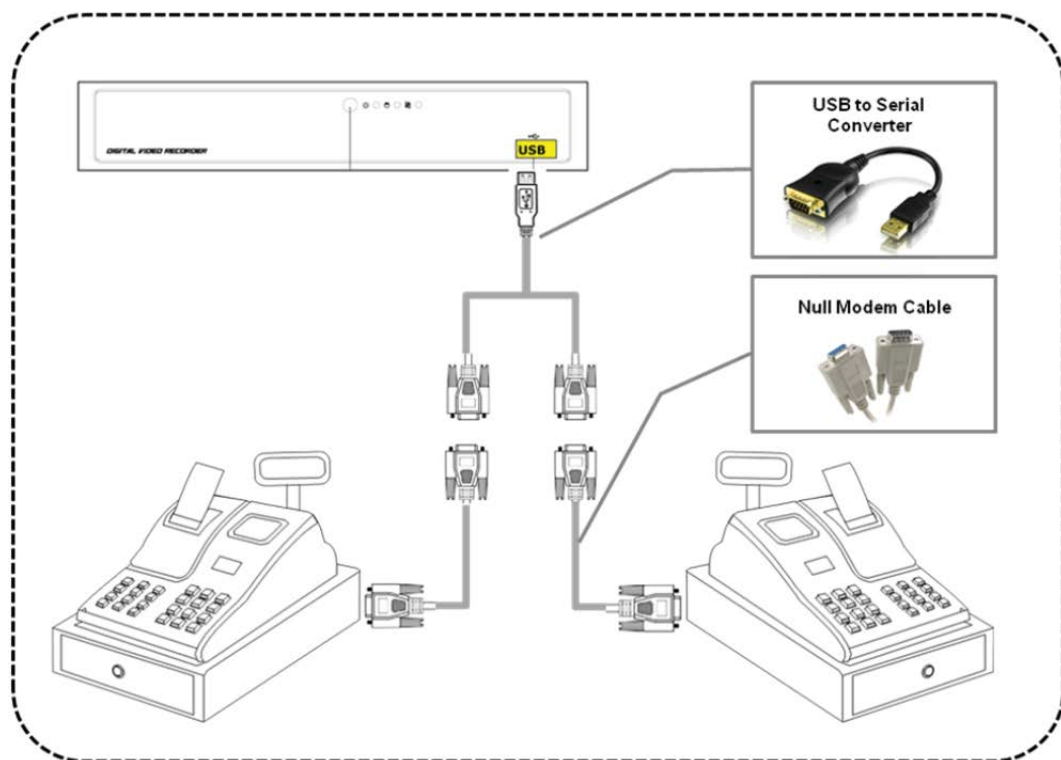 DIGITAL VIDEO RECORDER
USB
USB to Serial
Converter
Null Modem Cable